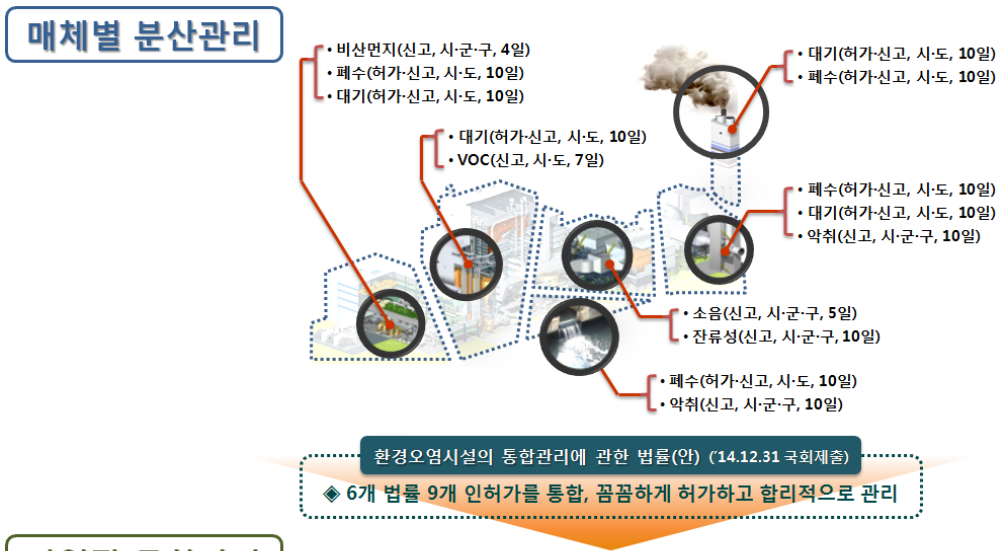 매체별 분산관리
• 비산먼지(신고, 시·군·구, 4일)
• 폐수(허가·신고, 시·도, 10일)
• 대기(허가·신고, 시·도, 10일)
• 대기(허가·신고, 시·도, 10일)
• VOC(신고, 시·도, 7일)
• 대기(허가·신고, 시·도, 10일)
• 폐수(허가·신고, 시·도, 10일)
• 폐수(허가·신고, 시·도, 10일)
• 대기(허가·신고, 시·도, 10일)
• 악취(신고, 시·군·구, 10일)
• 소음(신고, 시·군·구, 5일)
• 잔류성(신고, 시·군·구, 10일)
• 폐수(허가·신고, 시·도, 10일)
• 악취(신고, 시·군·구, 10일)
환경오염시설의 통합관리에 관한 법률(안) (′14.12.31 국회제출)
◈ 6개 법률 9개 인허가를 통합, 꼼꼼하게 허가하고 합리적으로 관리